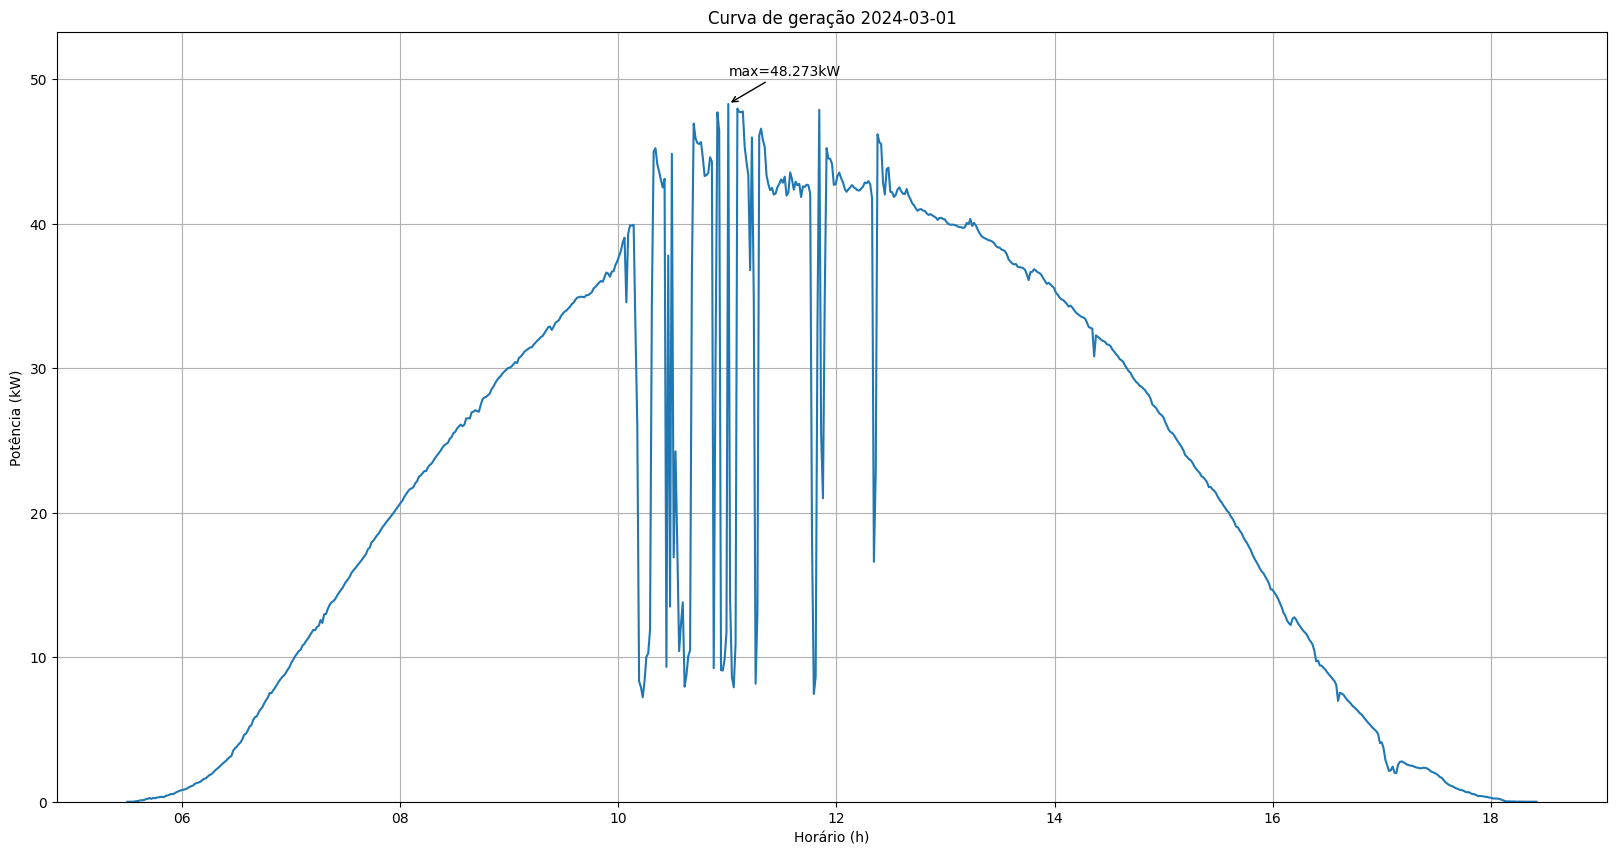 Curva de geração 2024-03-01
max=48.273kW
Potência (kW)
50
40
30
20
10
0
06 08 10 12 14 16 18
Horário (h)